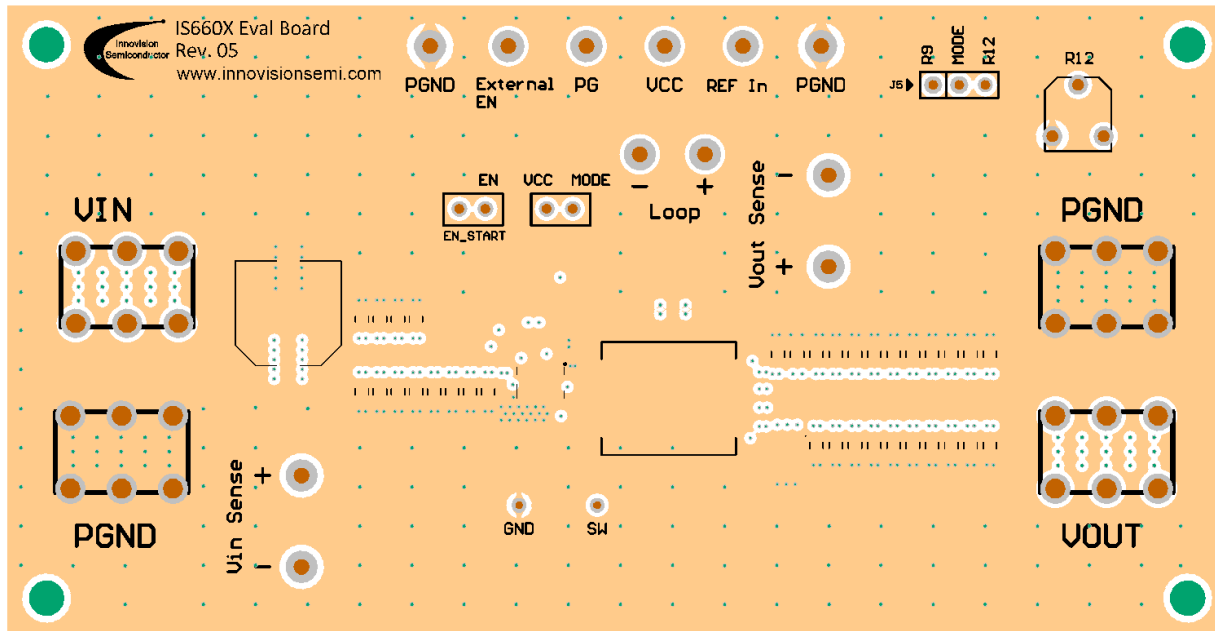 Innovision
Semiconductor
IS660X Eval Board
Rev. 05
www.innovisionsemi.com
PGND
External
EN
PG
VCC
REF In
PGND
J5
R9
MODE
R12
R12
EN
EN_START
VCC MODE
- +
Loop
Vout Sense
-
+
VIN
PGND
PGND
Vin Sense
+
-
GND
SW
VOUT